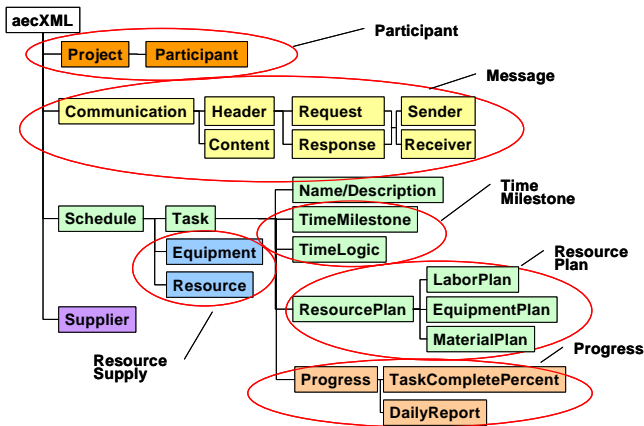 aecXML
Participant
Project
Participant
Message
Communication
Header
Request
Sender
Content
Response
Receiver
Name/Description
Time
Milestone
Schedule
Task
TimeMilestone
Equipment
TimeLogic
Resource
Plan
Resource
LaborPlan
ResourcePlan
EquipmentPlan
Supplier
MaterialPlan
Resource
Supply
Progress
Progress
TaskCompletePercent
DailyReport